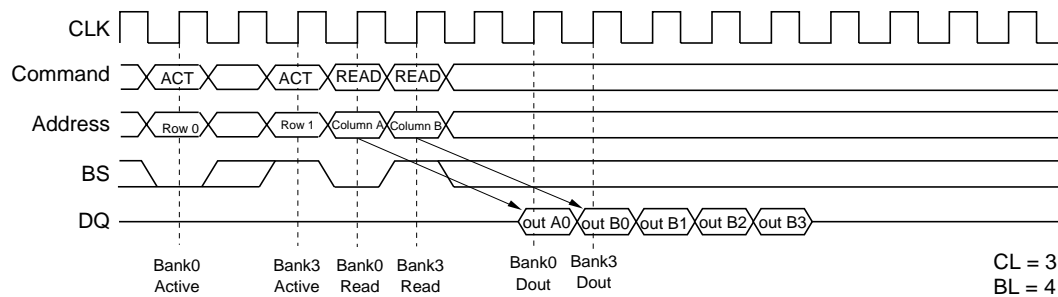 CLK
Command ACT ACT READ READ
Address Row 0 Row 1 Column A Column B
BS
DQ out A0 out B0 out B1 out B2 out B3
Bank0 Active
Bank3 Active
Bank0 Read
Bank3 Read
Bank0 Dout
Bank3 Dout
CL = 3
BL = 4